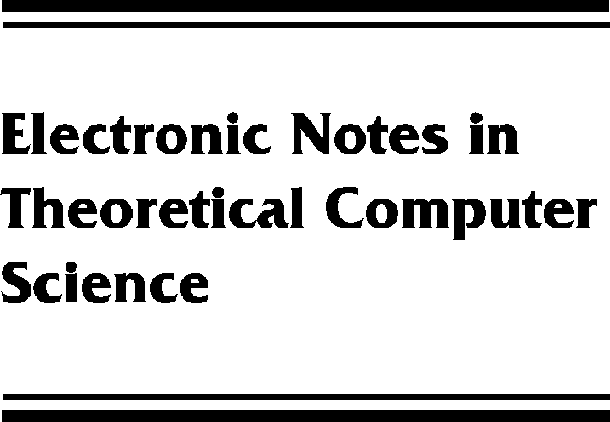 Electronic Notes in
Theoretical Computer
Science